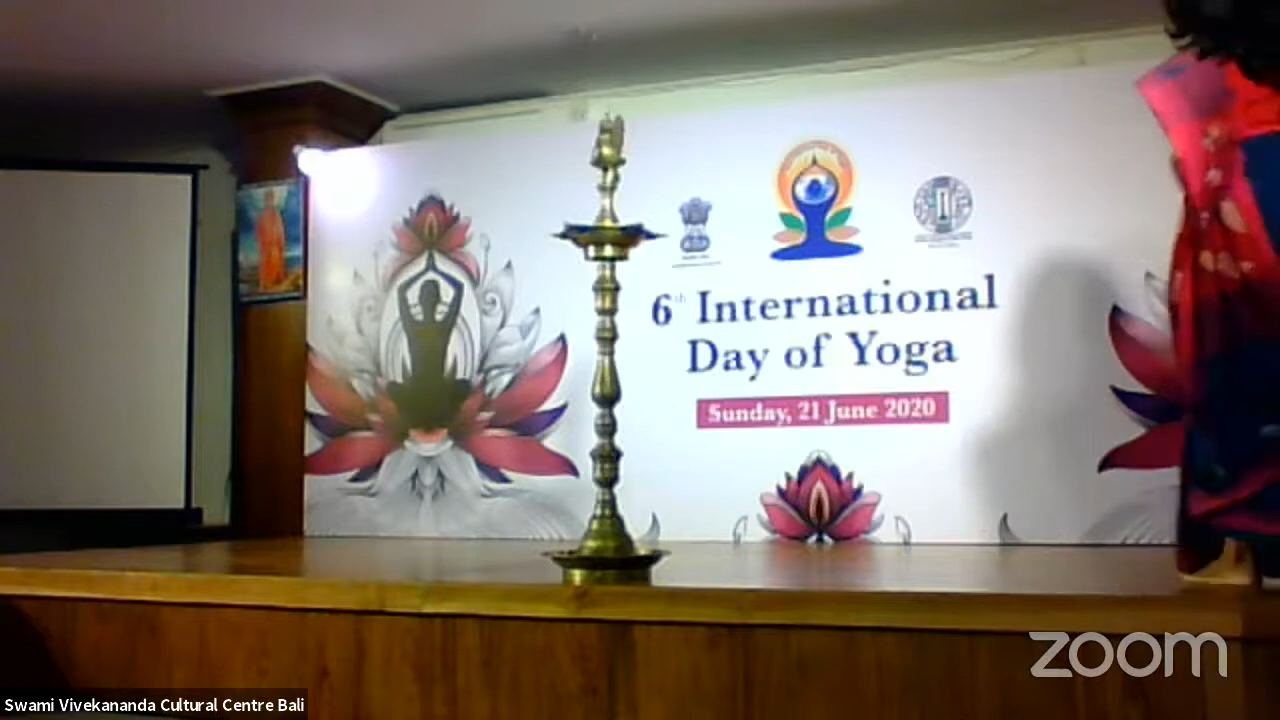 6th International
Day of Yoga
Sunday, 21 June 2020
zoom
Swami Vivekananda Cultural Centre Bali